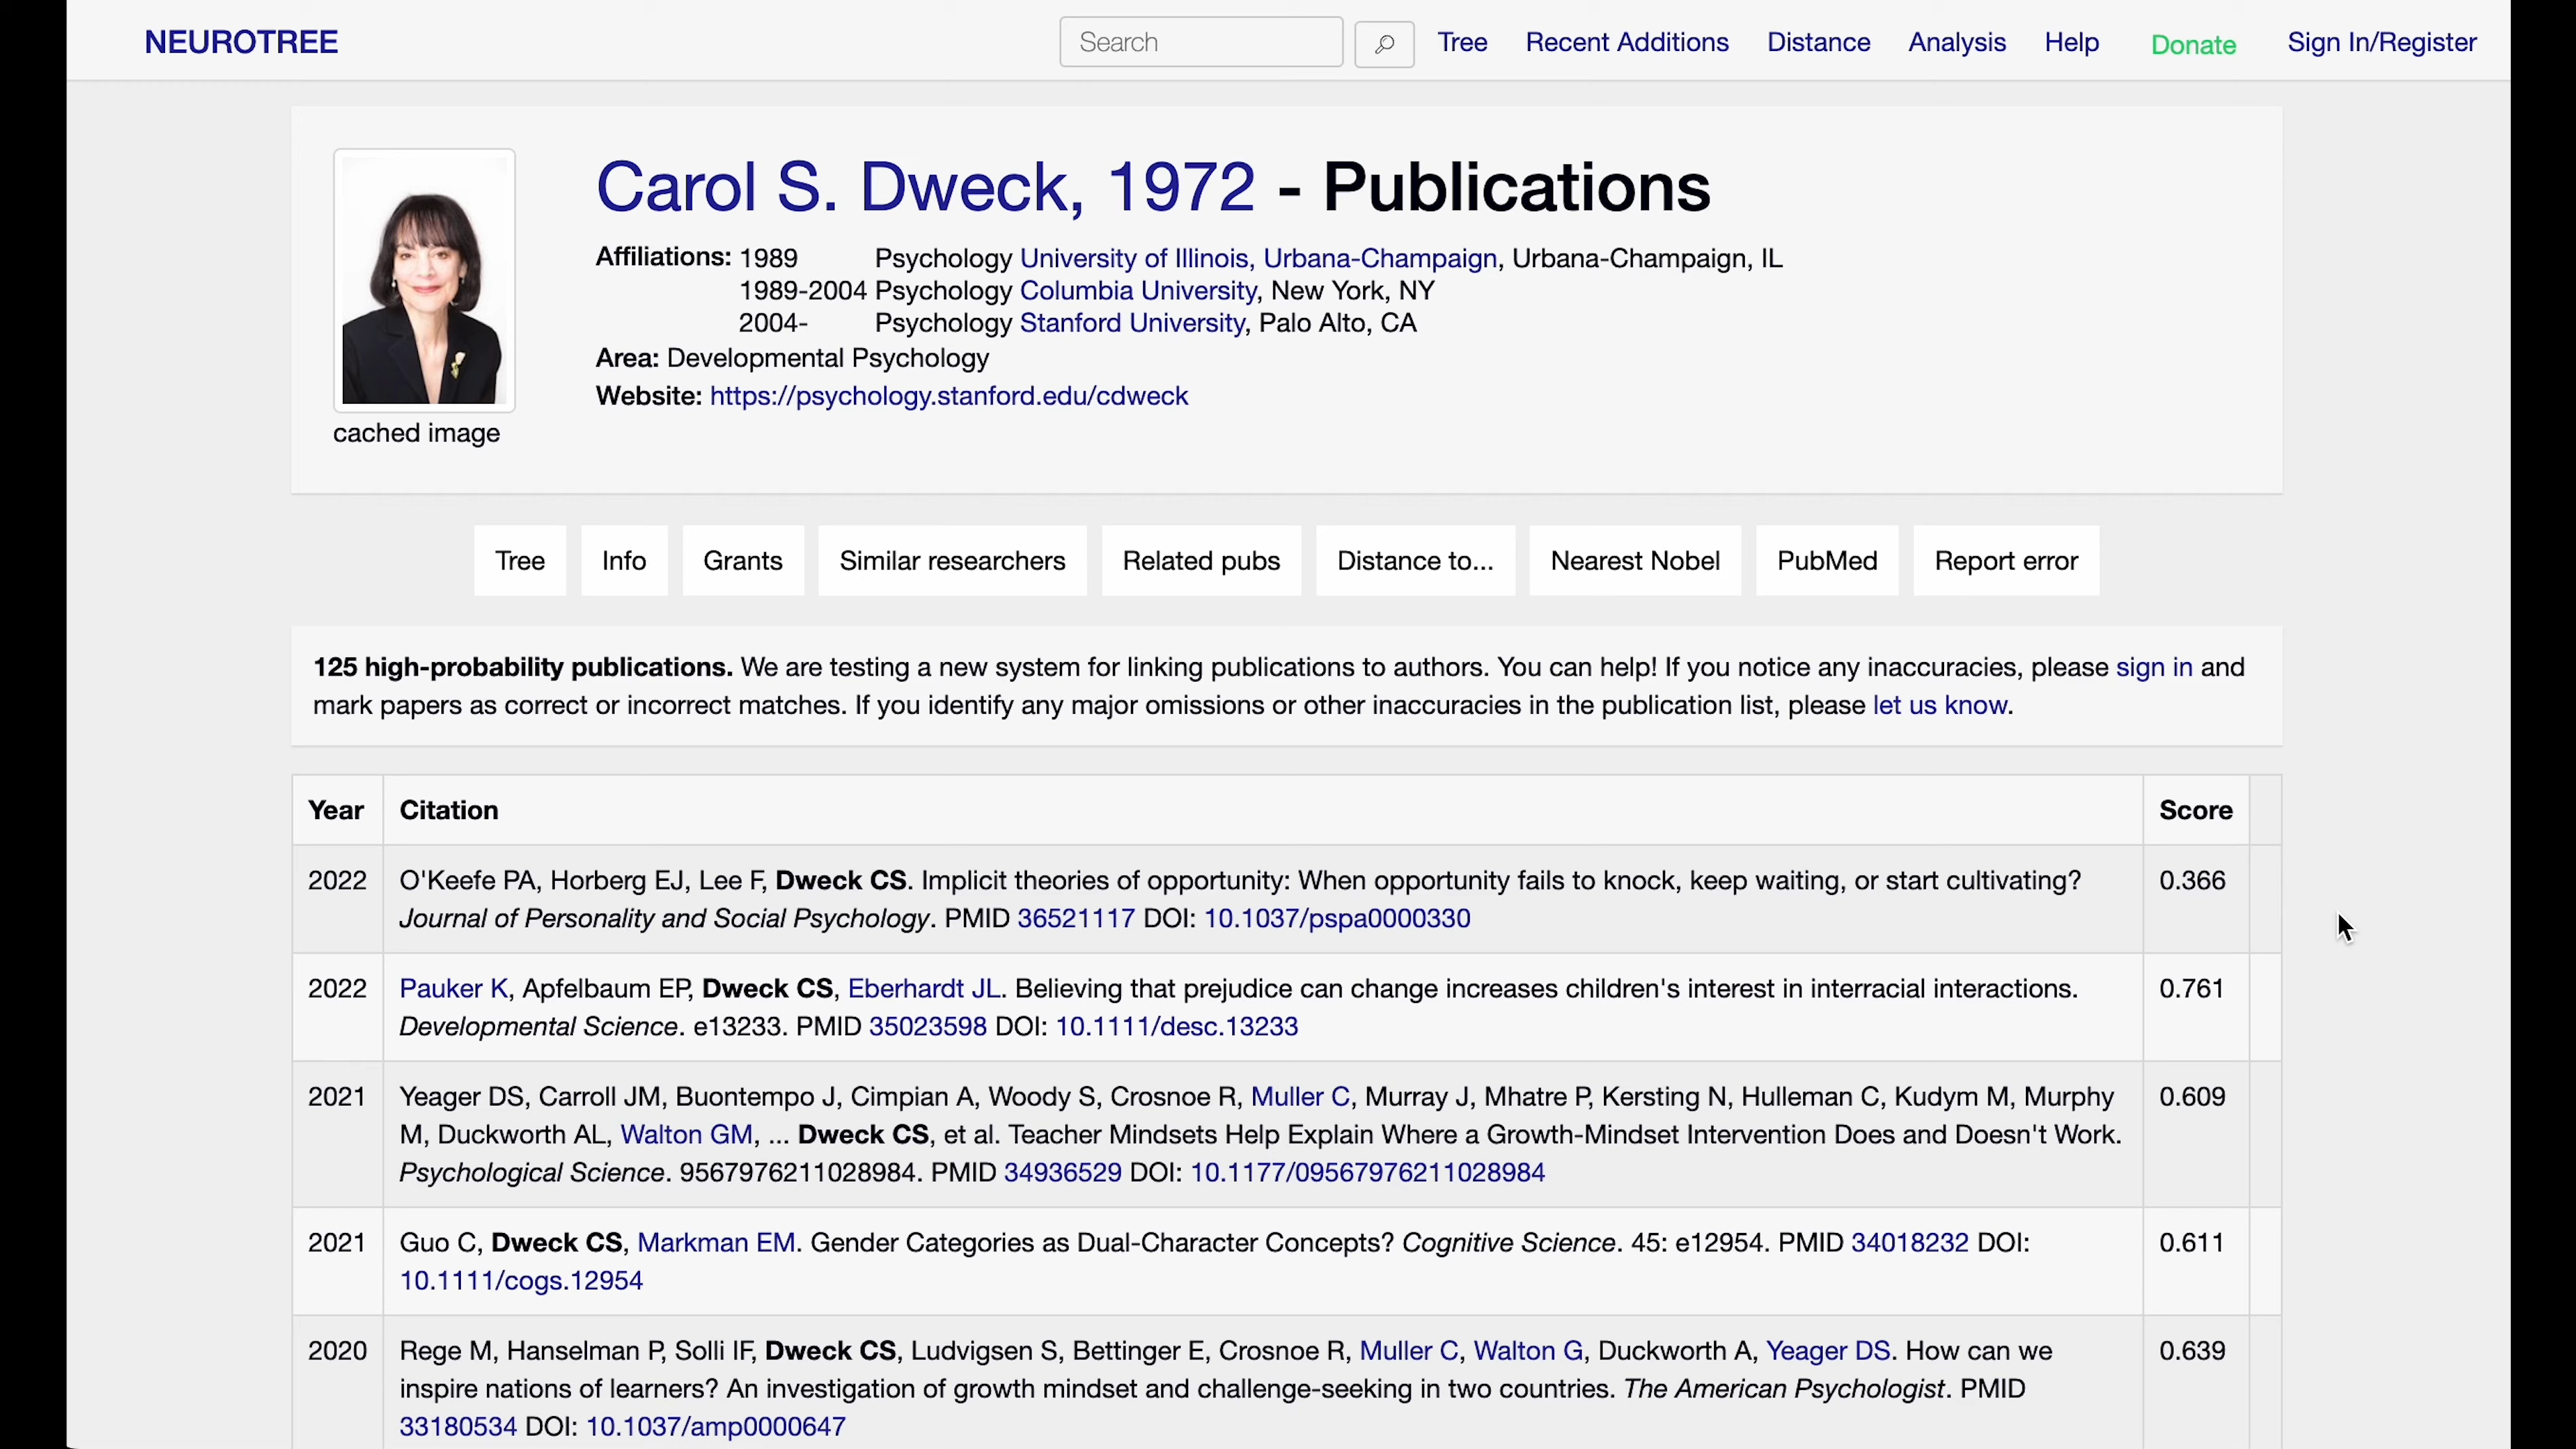 NEUROTREE
Search
Tree
Recent Additions
Distance
Analysis
Help
Donate
Sign In/Register
Carol S. Dweck, 1972 - Publications
Affiliations: 1989 Psychology University of Illinois, Urbana-Champaign, Urbana-Champaign, IL
1989-2004 Psychology Columbia University, New York, NY
2004- Psychology Stanford University, Palo Alto, CA
Area: Developmental Psychology
Website: https://psychology.stanford.edu/cdweck
cached image
Tree
Info
Grants
Similar researchers
Related pubs
Distance to...
Nearest Nobel
PubMed
Report error
125 high-probability publications. We are testing a new system for linking publications to authors. You can help! If you notice any inaccuracies, please sign in and
mark papers as correct or incorrect matches. If you identify any major omissions or other inaccuracies in the publication list, please let us know.
Year Citation Score
2022 O'Keefe PA, Horberg EJ, Lee F, Dweck CS. Implicit theories of opportunity: When opportunity fails to knock, keep waiting, or start cultivating? 0.366
Journal of Personality and Social Psychology. PMID 36521117 DOI: 10.1037/pspa0000330
2022 Pauker K, Apfelbaum EP, Dweck CS, Eberhardt JL. Believing that prejudice can change increases children's interest in interracial interactions. 0.761
Developmental Science. e13233. PMID 35023598 DOI: 10.1111/desc.13233
2021 Yeager DS, Carroll JM, Buontempo J, Cimpian A, Woody S, Crosnoe R, Muller C, Murray J, Mhatre P, Kersting N, Hulleman C, Kudym M, Murphy 0.609
M, Duckworth AL, Walton GM, ... Dweck CS, et al. Teacher Mindsets Help Explain Where a Growth-Mindset Intervention Does and Doesn't Work.
Psychological Science. 9567976211028984. PMID 34936529 DOI: 10.1177/09567976211028984
2021 Guo C, Dweck CS, Markman EM. Gender Categories as Dual-Character Concepts? Cognitive Science. 45: e12954. PMID 34018232 DOI: 0.611
10.1111/cogs.12954
2020 Rege M, Hanselman P, Solli IF, Dweck CS, Ludvigsen S, Bettinger E, Crosnoe R, Muller C, Walton G, Duckworth A, Yeager DS. How can we 0.639
inspire nations of learners? An investigation of growth mindset and challenge-seeking in two countries. The American Psychologist. PMID
33180534 DOI: 10.1037/amp0000647